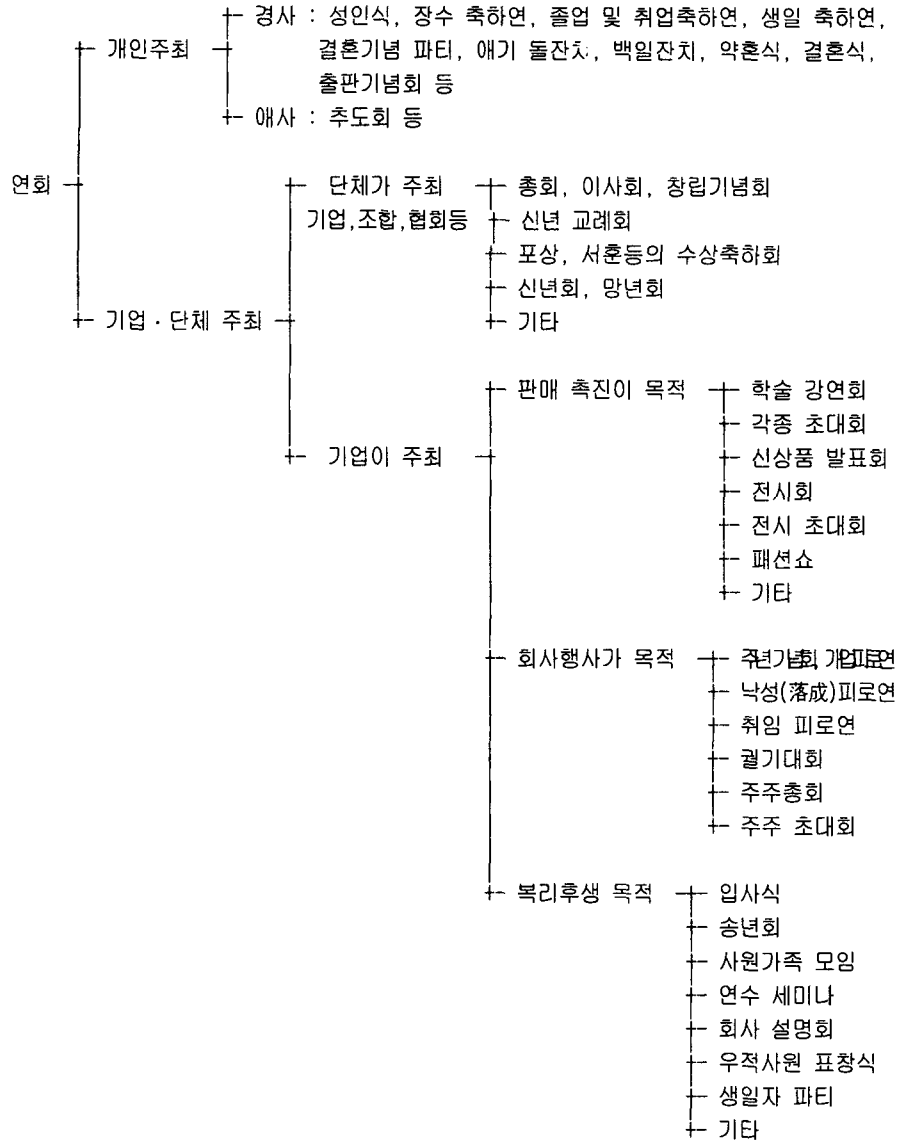 경사 : 성인식, 장수 축하연, 졸업 및 취업축하연, 생일 축하연,
개인주최
결혼기념 파티, 애기 돌잔치, 백일잔치, 약혼식, 결혼식,
출판기념회 등
애사 : 추도회 등
연회
단체가 주최
총회, 이사회, 창립기념회
기업,조합,협회등
신년 교례회
포상, 서훈등의 수상축하회
신년회, 망년회
기업·단체 주최
기타
판매 촉진이 목적
학술 강연회
각종 초대회
기업이 주최
신상품 발표회
전시회
전시 초대회
패션쇼
기타
회사행사가 목적
낙성(落成)피로연
취임 피로연
궐기대회
주주총회
주주 초대회
복리후생 목적
입사식
송년회
사원가족 모임
연수 세미나
회사 설명회
우적사원 표창식
생일자 파티
기타